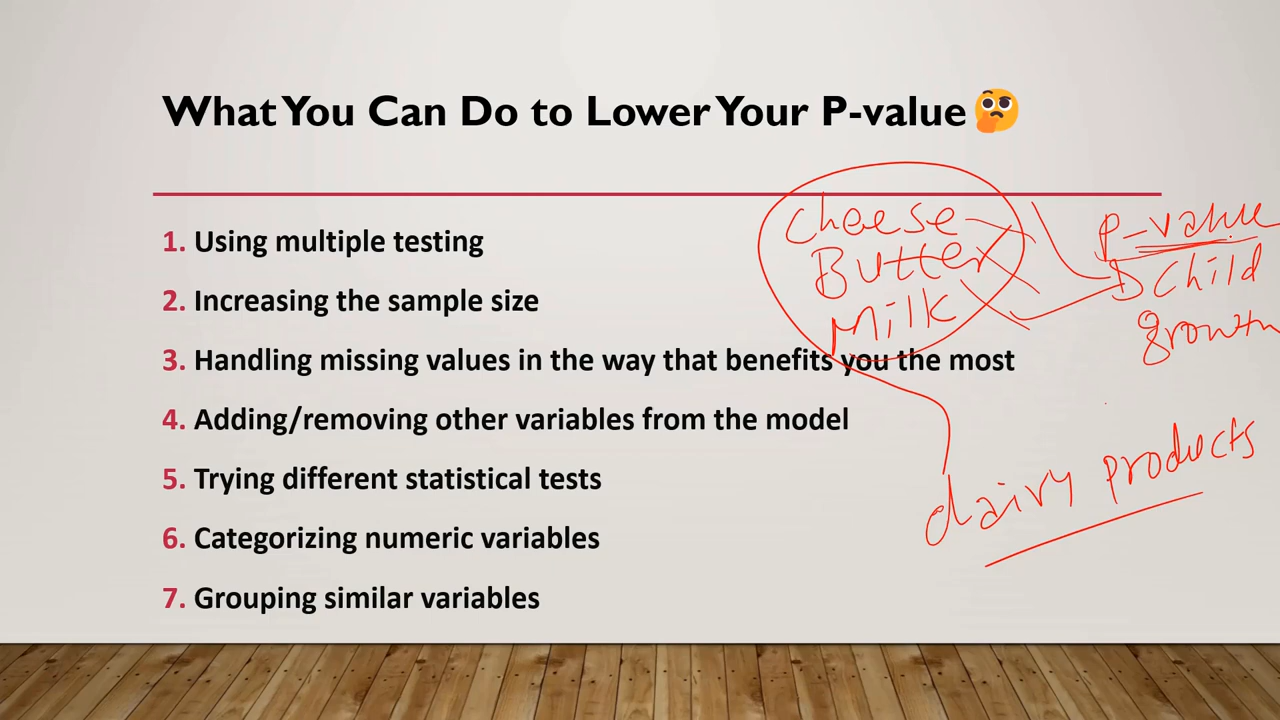 What You Can Do to Lower Your P-value 🤔
1. Using multiple testing
2. Increasing the sample size
3. Handling missing values in the way that benefits you the most
4. Adding/removing other variables from the model
5. Trying different statistical tests
6. Categorizing numeric variables
7. Grouping similar variables
Cheese
Butter
Milk
P-value
Child
growth
dairy products